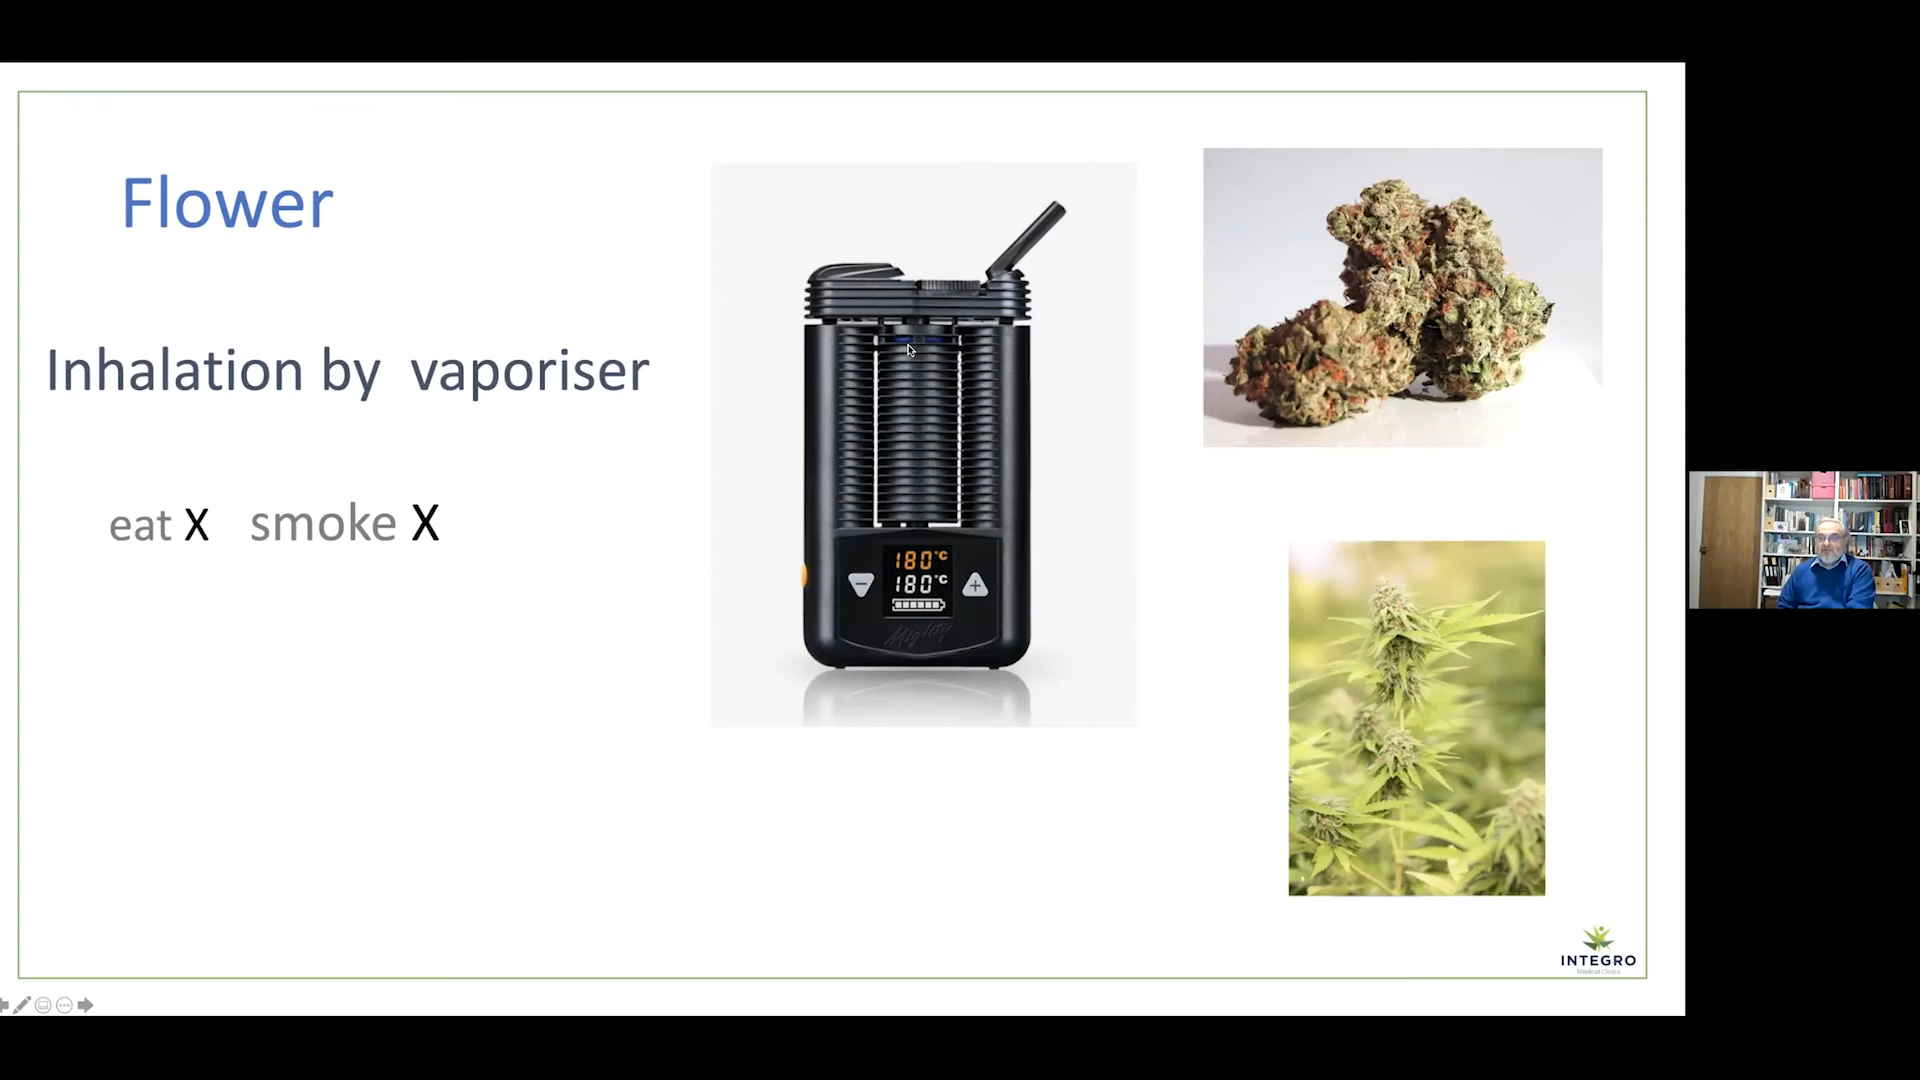 Flower
Inhalation by vaporiser
eat X smoke X
180°C
180°C
Mighty
INTEGRO
Medical Clinics